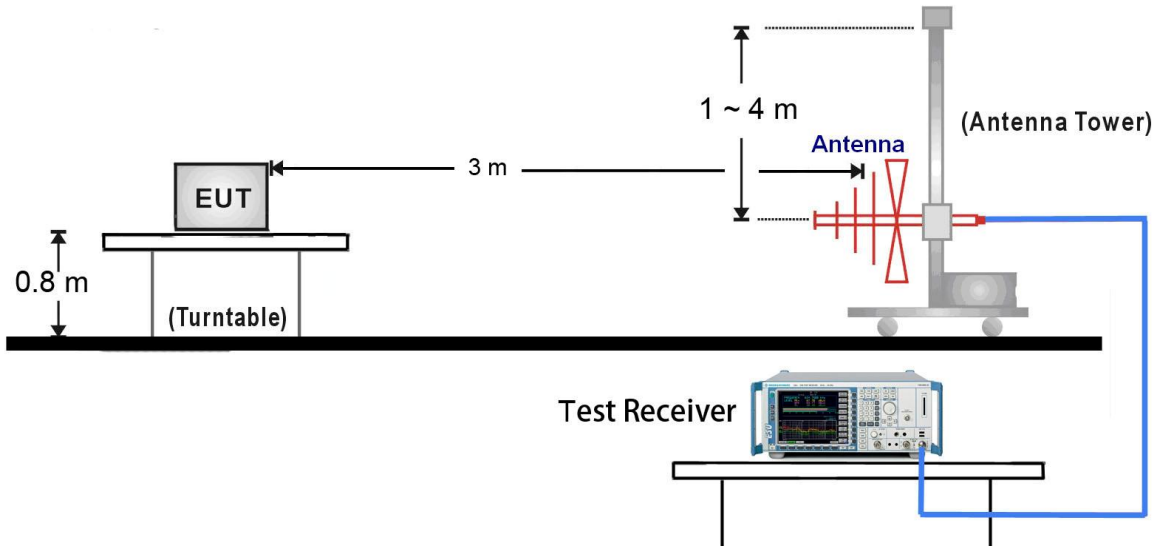 1 ~ 4 m
(Antenna Tower)
Antenna
3 m
EUT
0.8 m
(Turntable)
Test Receiver